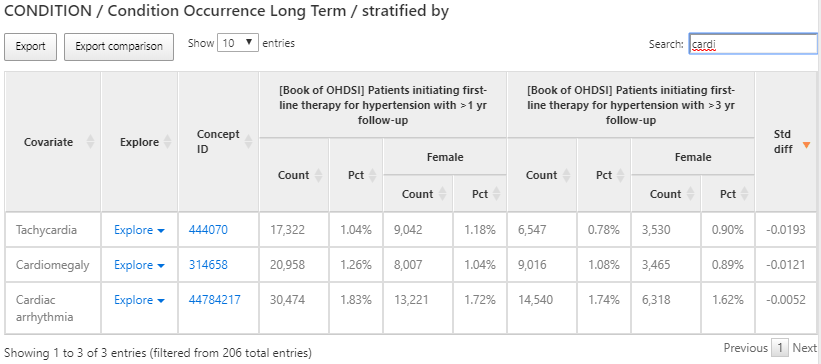 CONDITION / Condition Occurrence Long Term / stratified by
Export
Export comparison
Show 10 entries
Search: cardi
Covariate
Explore
Concept
ID
[Book of OHDSI] Patients initiating first-
line therapy for hypertension with >1 yr
follow-up
[Book of OHDSI] Patients initiating first-
line therapy for hypertension with >3 yr
follow-up
Std
diff
Count
Pct
Female
Count
Pct
Female
Count Pct
Count Pct
Tachycardia Explore 444070 17,322 1.04% 9,042 1.18% 6,547 0.78% 3,530 0.90% -0.0193
Cardiomegaly Explore 314658 20,958 1.26% 8,007 1.04% 9,016 1.08% 3,465 0.89% -0.0121
Cardiac Explore 44784217 30,474 1.83% 13,221 1.72% 14,540 1.74% 6,318 1.62% -0.0052
arrhythmia
Showing 1 to 3 of 3 entries (filtered from 206 total entries)
Previous 1 Next